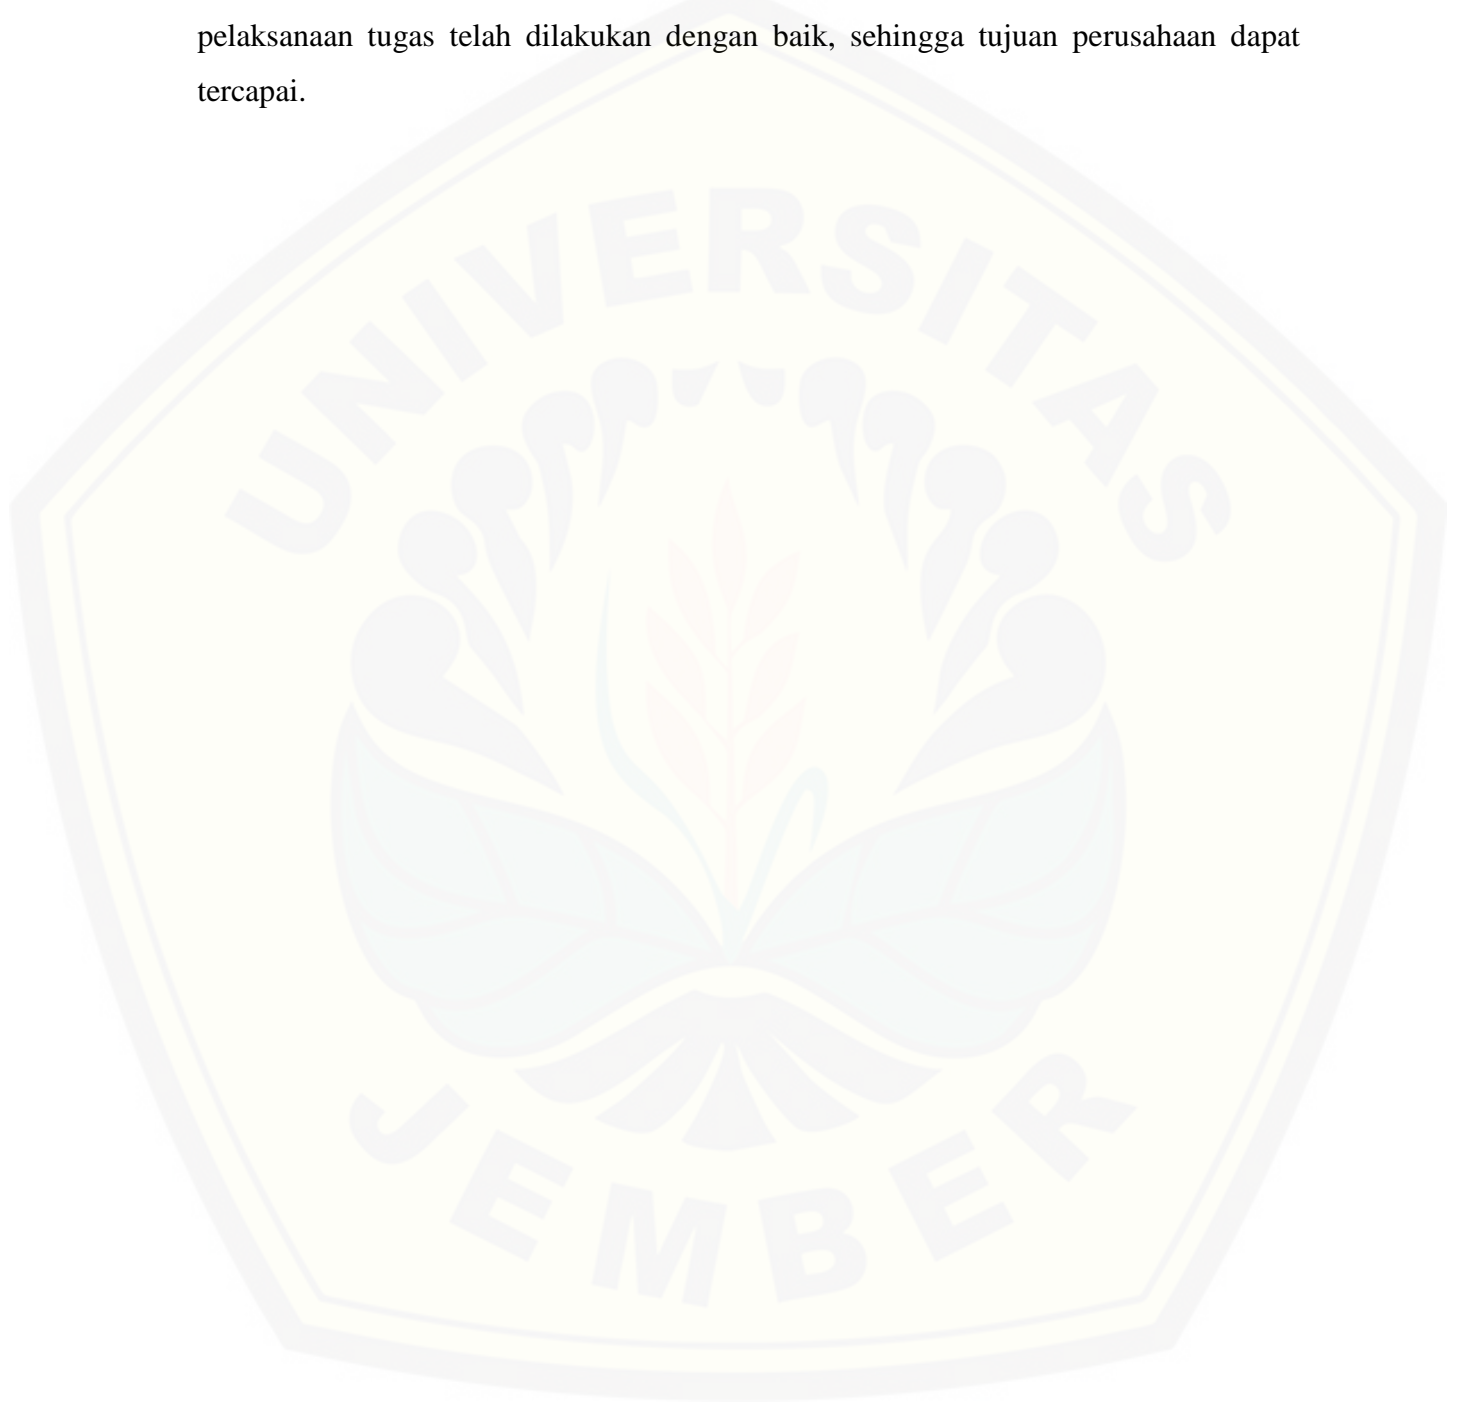 pelaksanaan tugas telah dilakukan dengan baik, sehingga tujuan perusahaan dapat
tercapai.
UNIVERSITAS
JEMBER